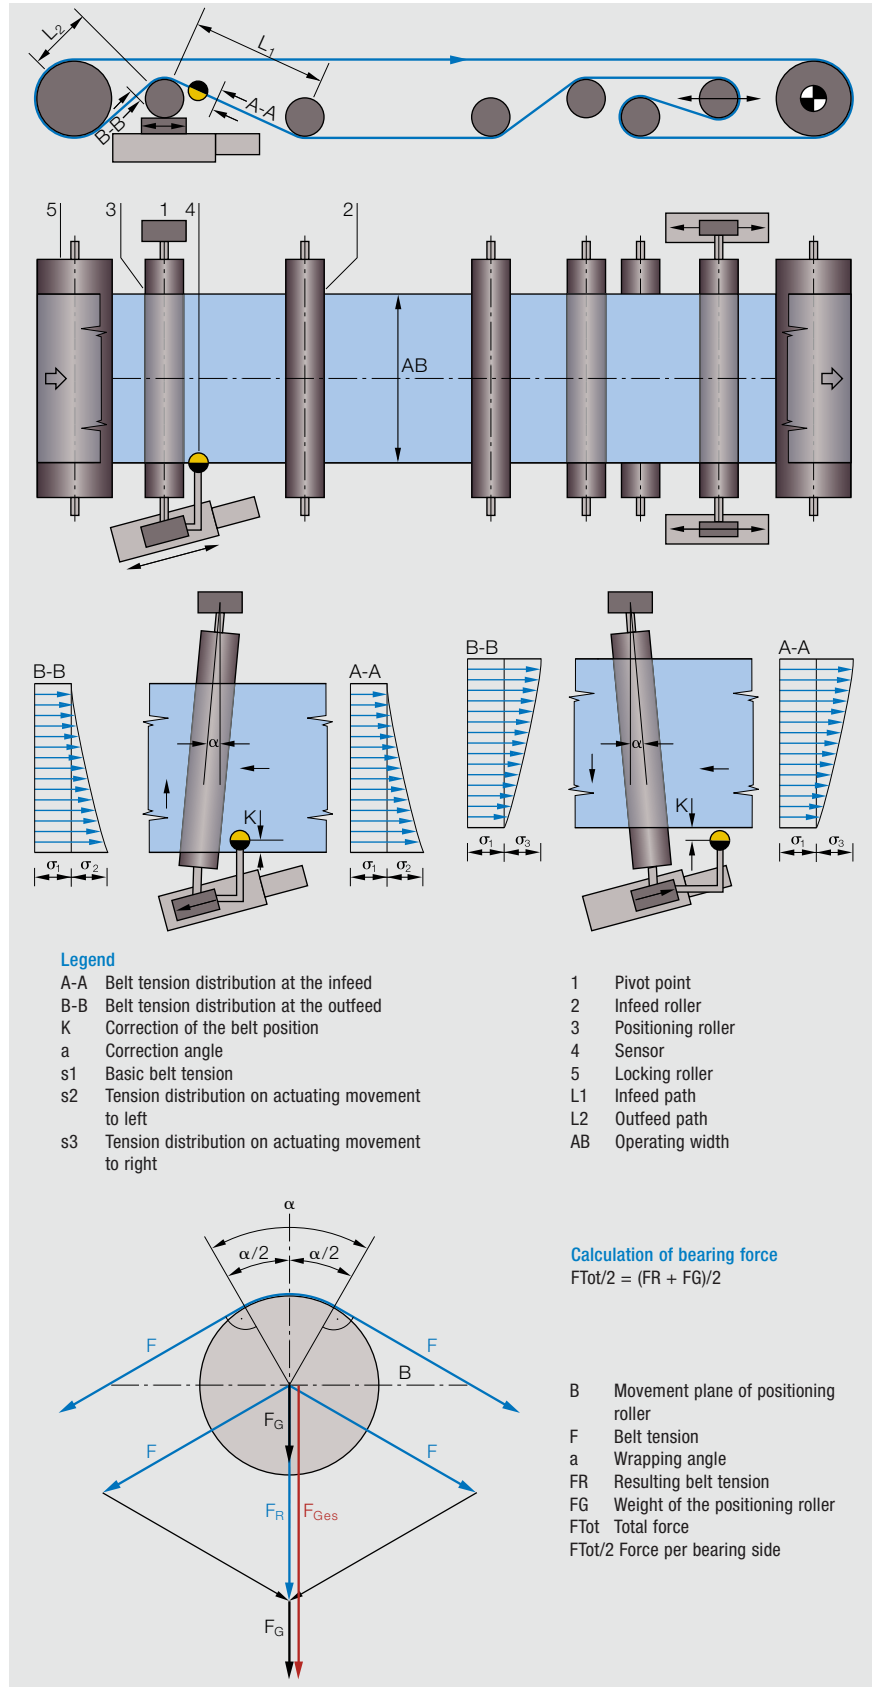 L2
L1
A-A
B-B
5
3
1
4
2
AB
B-B
A-A
α
K
σ1
σ2
σ1
σ2
B-B
A-A
α
K
σ1
σ3
σ1
σ3
Legend
A-A Belt tension distribution at the infeed
B-B Belt tension distribution at the outfeed
K Correction of the belt position
a Correction angle
s1 Basic belt tension
s2 Tension distribution on actuating movement
to left
s3 Tension distribution on actuating movement
to right
1 Pivot point
2 Infeed roller
3 Positioning roller
4 Sensor
5 Locking roller
L1 Infeed path
L2 Outfeed path
AB Operating width
α
α/2 α/2
F
F
B
FG
F
F
FR
FGes
FG
Calculation of bearing force
FTot/2 = (FR + FG)/2
B Movement plane of positioning
roller
F Belt tension
a Wrapping angle
FR Resulting belt tension
FG Weight of the positioning roller
FTot Total force
FTot/2 Force per bearing side